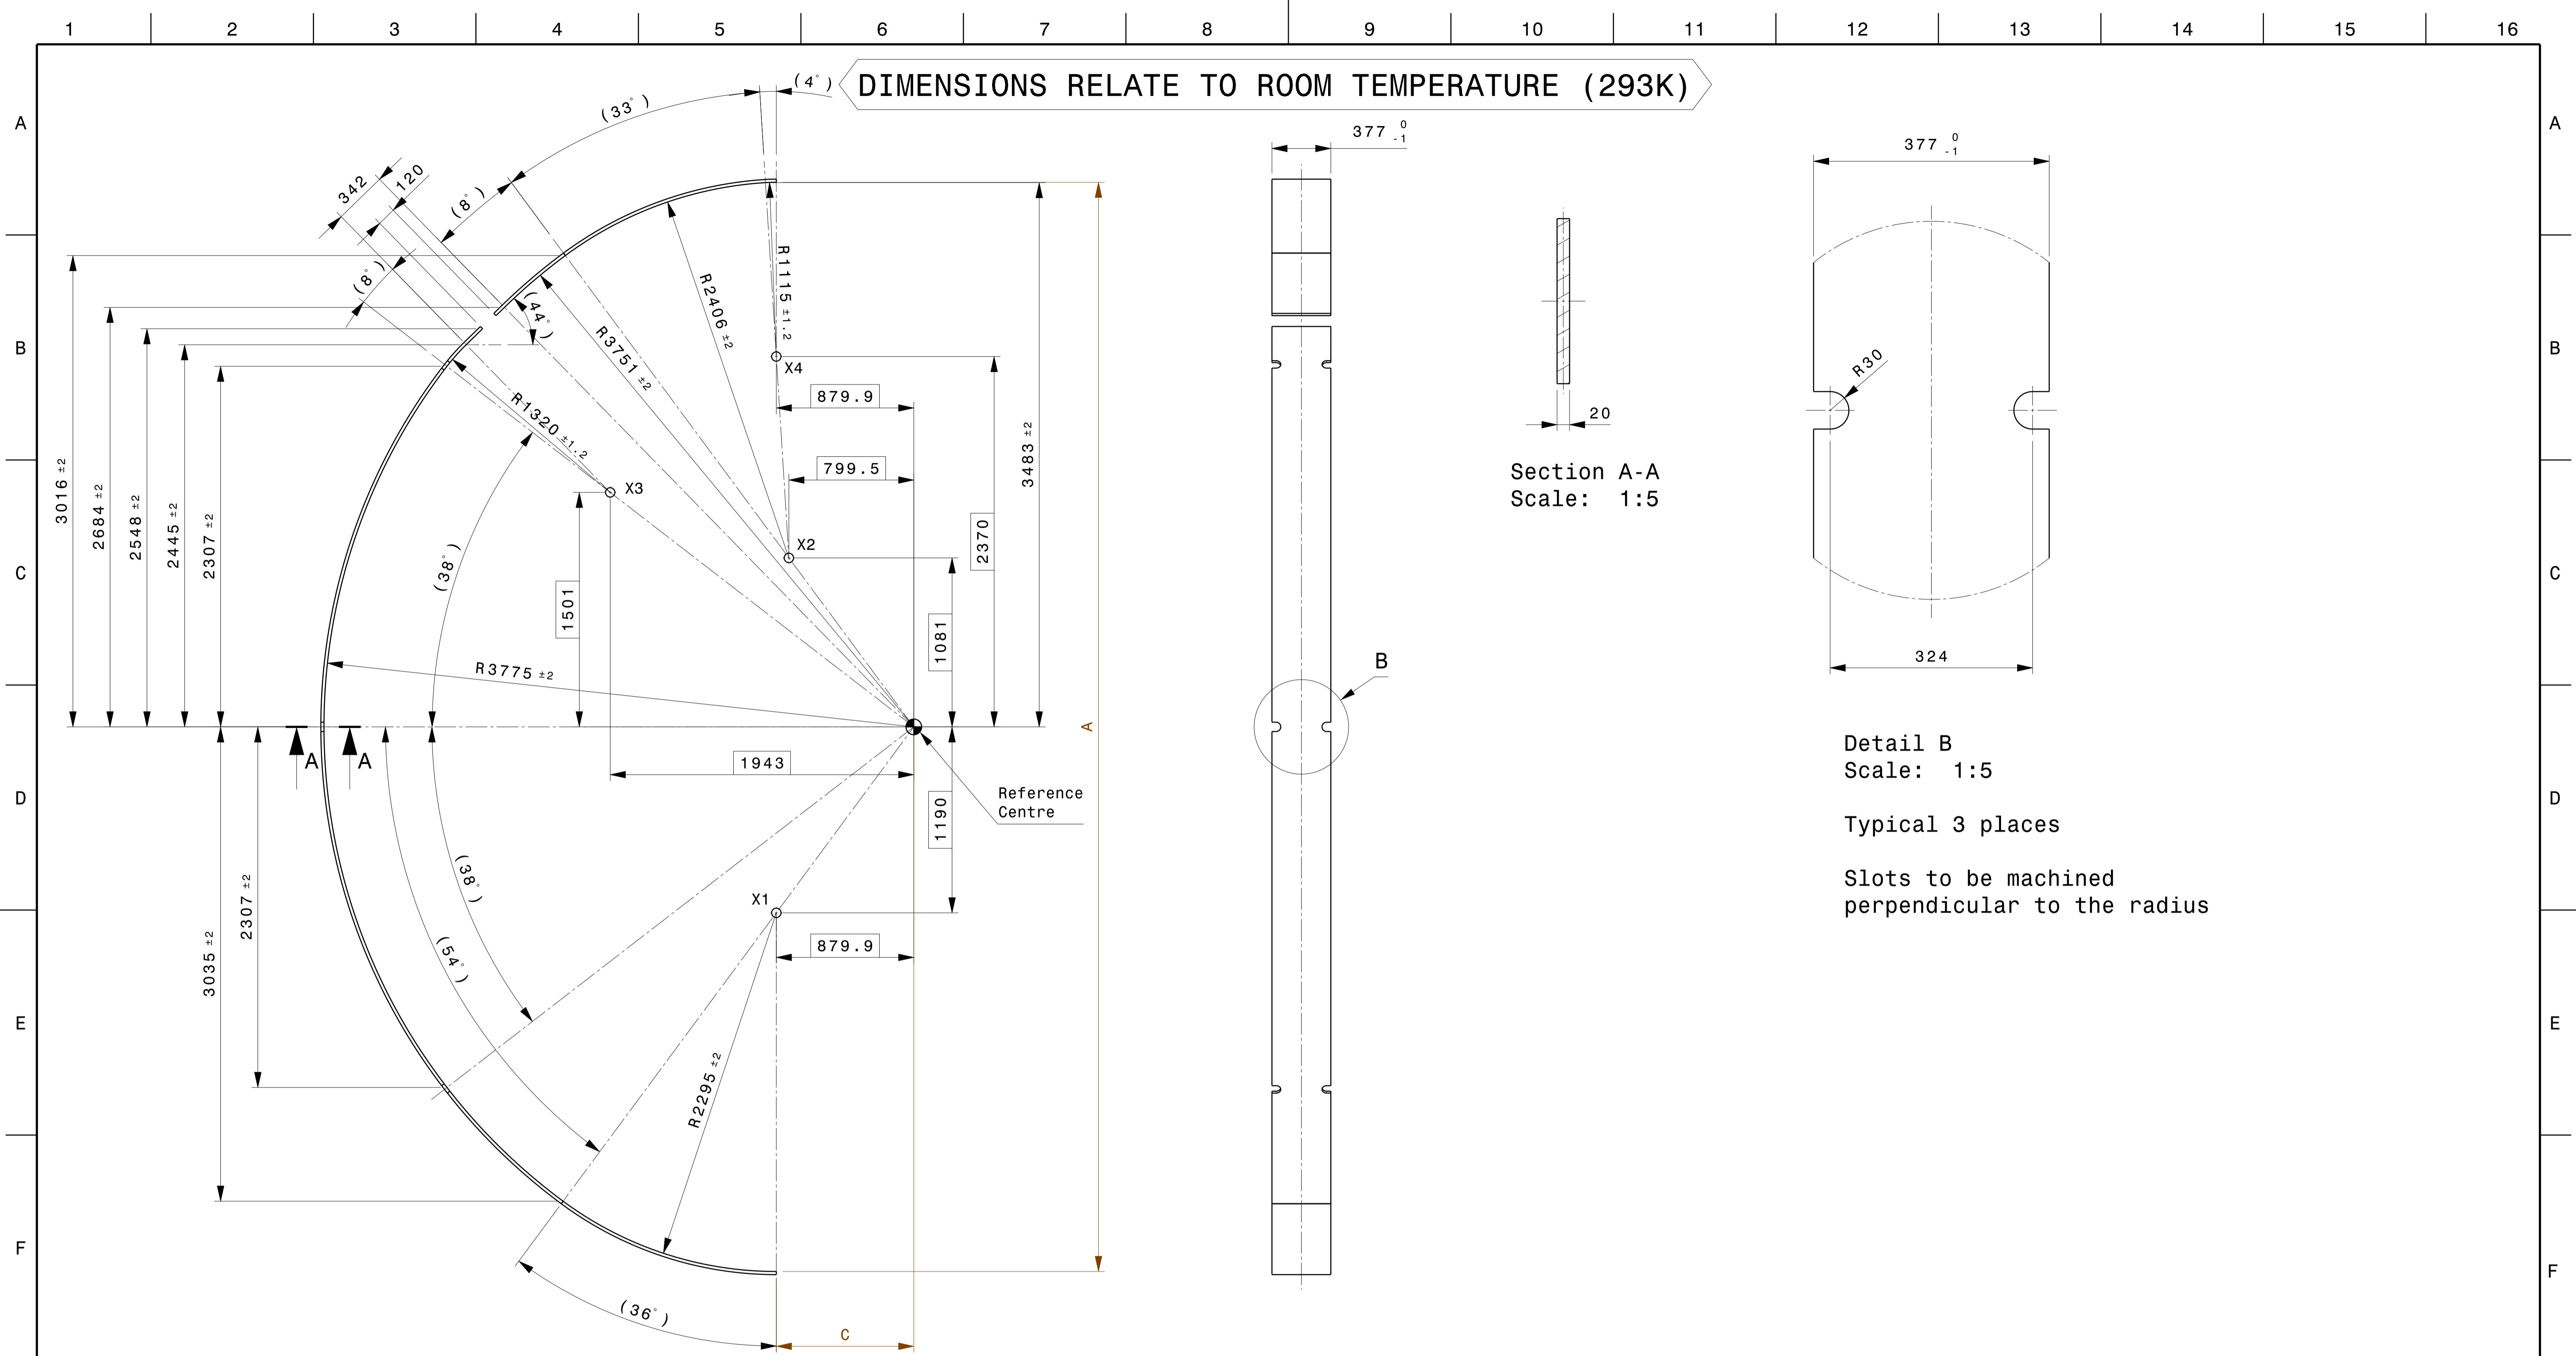 1 2 3 4 5 6 7 8 9 10 11 12 13 14 15 16
DIMENSIONS RELATE TO ROOM TEMPERATURE (293K)
A
B
C
D
E
F
A
B
C
D
E
F
(4°)
(33°)
(8°)
342
120
(8°)
(44°)
R1115 ±1.2
R2406 ±2
R3751 ±2
R1320 ±1.2
X4
879.9
X3
799.5
X2
3483 ±2
2370
3016 ±2
2684 ±2
2548 ±2
2445 ±2
2307 ±2
(38°)
1501
1081
R3775 ±2
A
A
A
1943
Reference
Centre
1190
X1
879.9
(38°)
(54°)
2307 ±2
3035 ±2
R2295 ±2
(36°)
C
377 0 -1
B
20
Section A-A
Scale: 1:5
377 0 -1
R30
324
Detail B
Scale: 1:5
Typical 3 places
Slots to be machined
perpendicular to the radius